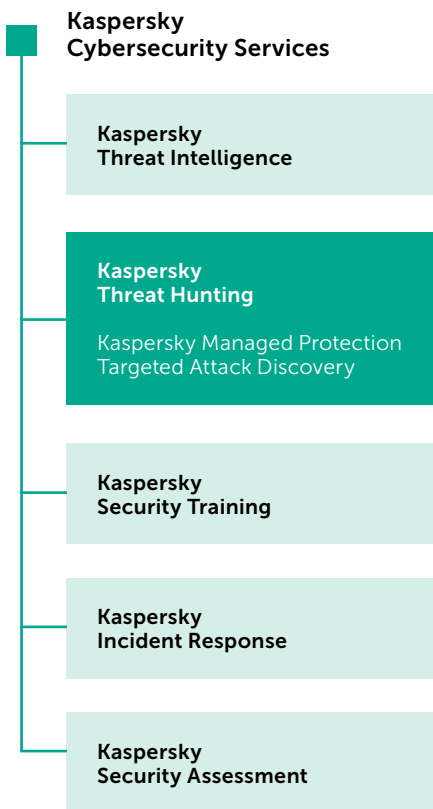 Kaspersky
Cybersecurity Services
Kaspersky
Threat Intelligence
Kaspersky
Threat Hunting
Kaspersky Managed Protection
Targeted Attack Discovery
Kaspersky
Security Training
Kaspersky
Incident Response
Kaspersky
Security Assessment